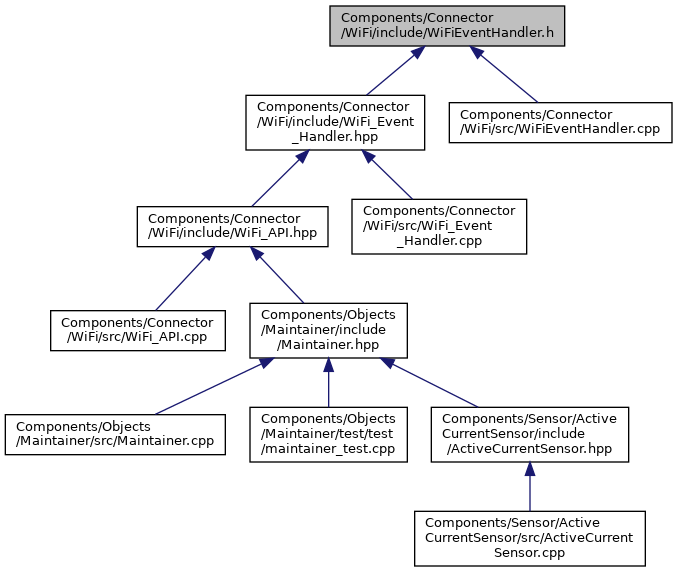 Components/Connector
/WiFi/include/WiFiEventHandler.h
Components/Connector
/WiFi/include/WiFi_Event
_Handler.hpp
Components/Connector
/WiFi/src/WiFiEventHandler.cpp
Components/Connector
/WiFi/include/WiFi_API.hpp
Components/Connector
/WiFi/src/WiFi_Event
_Handler.cpp
Components/Connector
/WiFi/src/WiFi_API.cpp
Components/Objects
/Maintainer/include
/Maintainer.hpp
Components/Objects
/Maintainer/src/Maintainer.cpp
Components/Objects
/Maintainer/test/test
/maintainer_test.cpp
Components/Sensor/Active
CurrentSensor/include
/ActiveCurrentSensor.hpp
Components/Sensor/Active
CurrentSensor/src/ActiveCurrent
Sensor.cpp